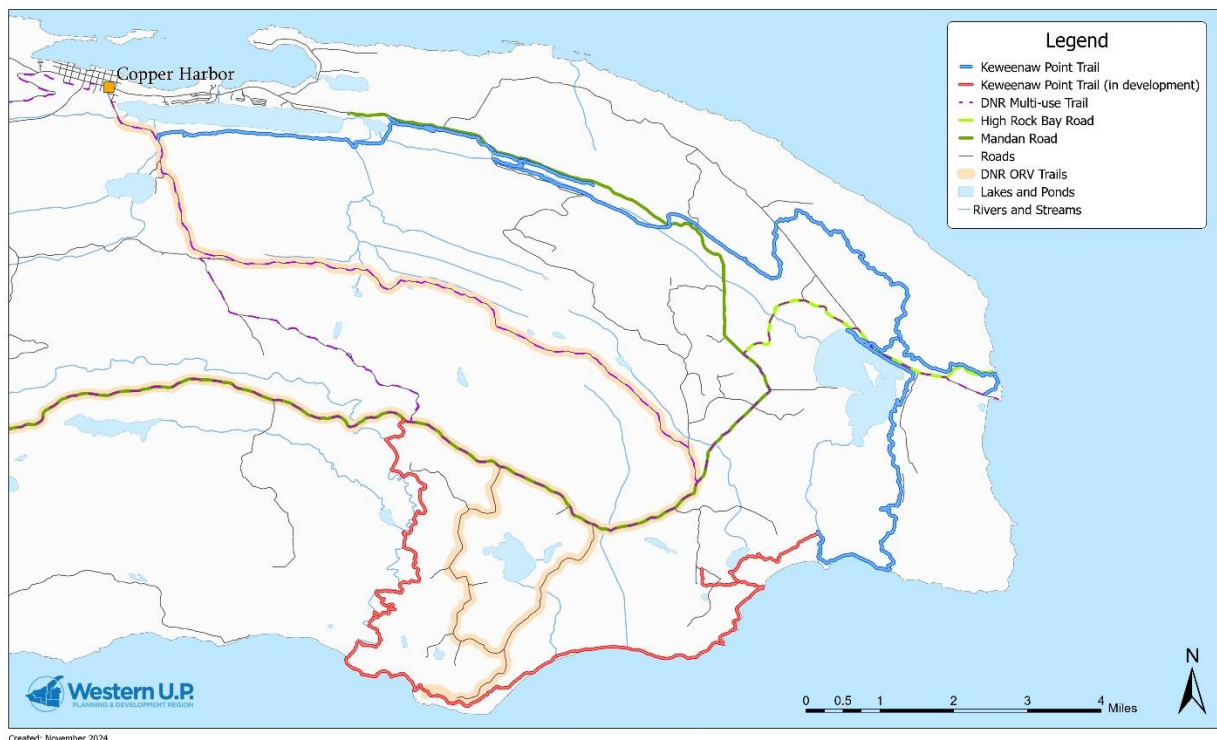 Copper Harbor
Legend
Keweenaw Point Trail
Keweenaw Point Trail (in development)
DNR Multi-use Trail
High Rock Bay Road
Mandan Road
Roads
DNR ORV Trails
Lakes and Ponds
Rivers and Streams
Western U.P.
PLANNING & DEVELOPMENT REGION
N
0 0.5 1 2 3 4
Miles
Created: November 2024